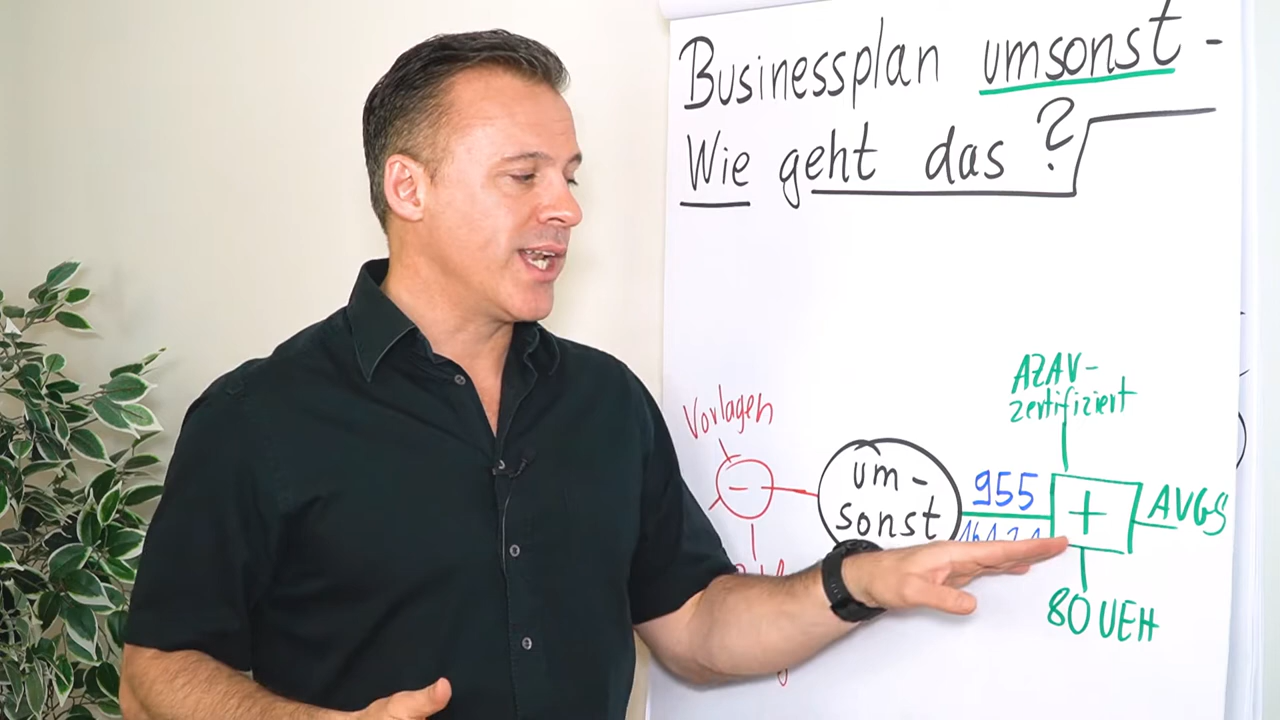 Businessplan umsonst -
Wie geht das ?
AZAV-
zertifiziert
Vorlagen
-
um-
sonst
955
+
AVGS
80 UEH